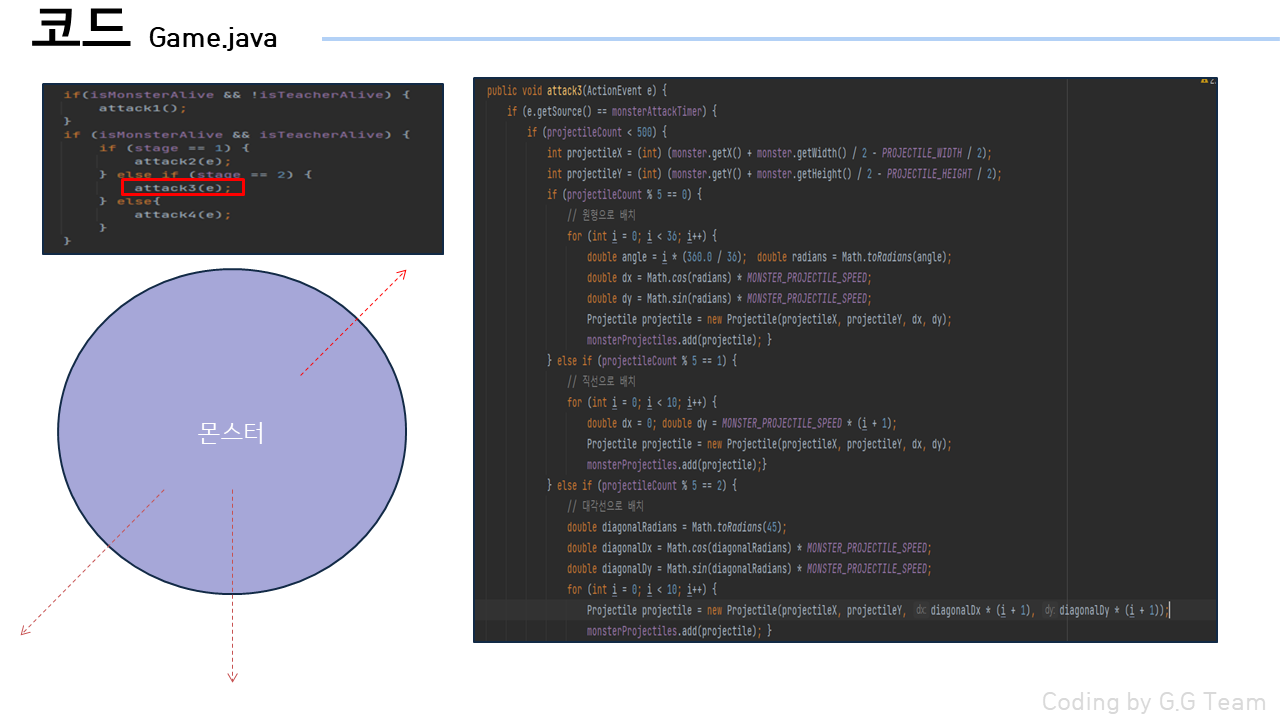 코드 Game.java
if(isMonsterAlive && !isTeacherAlive) {
attack1();
}
if (isMonsterAlive && isTeacherAlive) {
if (stage == 1) {
attack2(e);
} else if (stage == 2) {
attack3(e);
} else{
attack4(e);
}
}
몬스터
public void attack3(ActionEvent e) {
if (e.getSource() == monsterAttackTimer) {
if (projectileCount < 500) {
int projectileX = (int) (monster.getX() + monster.getWidth() / 2 - PROJECTILE_WIDTH / 2);
int projectileY = (int) (monster.getY() + monster.getHeight() / 2 - PROJECTILE_HEIGHT / 2);
if (projectileCount % 5 == 0) {
// 원형으로 배치
for (int i = 0; i < 36; i++) {
double angle = i * (360.0 / 36); double radians = Math.toRadians(angle);
double dx = Math.cos(radians) * MONSTER_PROJECTILE_SPEED;
double dy = Math.sin(radians) * MONSTER_PROJECTILE_SPEED;
Projectile projectile = new Projectile(projectileX, projectileY, dx, dy);
monsterProjectiles.add(projectile); }
} else if (projectileCount % 5 == 1) {
// 직선으로 배치
for (int i = 0; i < 10; i++) {
double dx = 0; double dy = MONSTER_PROJECTILE_SPEED * (i + 1);
Projectile projectile = new Projectile(projectileX, projectileY, dx, dy);
monsterProjectiles.add(projectile);}
} else if (projectileCount % 5 == 2) {
// 대각선으로 배치
double diagonalRadians = Math.toRadians(45);
double diagonalDx = Math.cos(diagonalRadians) * MONSTER_PROJECTILE_SPEED;
double diagonalDy = Math.sin(diagonalRadians) * MONSTER_PROJECTILE_SPEED;
for (int i = 0; i < 10; i++) {
Projectile projectile = new Projectile(projectileX, projectileY, dx: diagonalDx * (i + 1), dy: diagonalDy * (i + 1));
monsterProjectiles.add(projectile); }
Coding by G.G Team